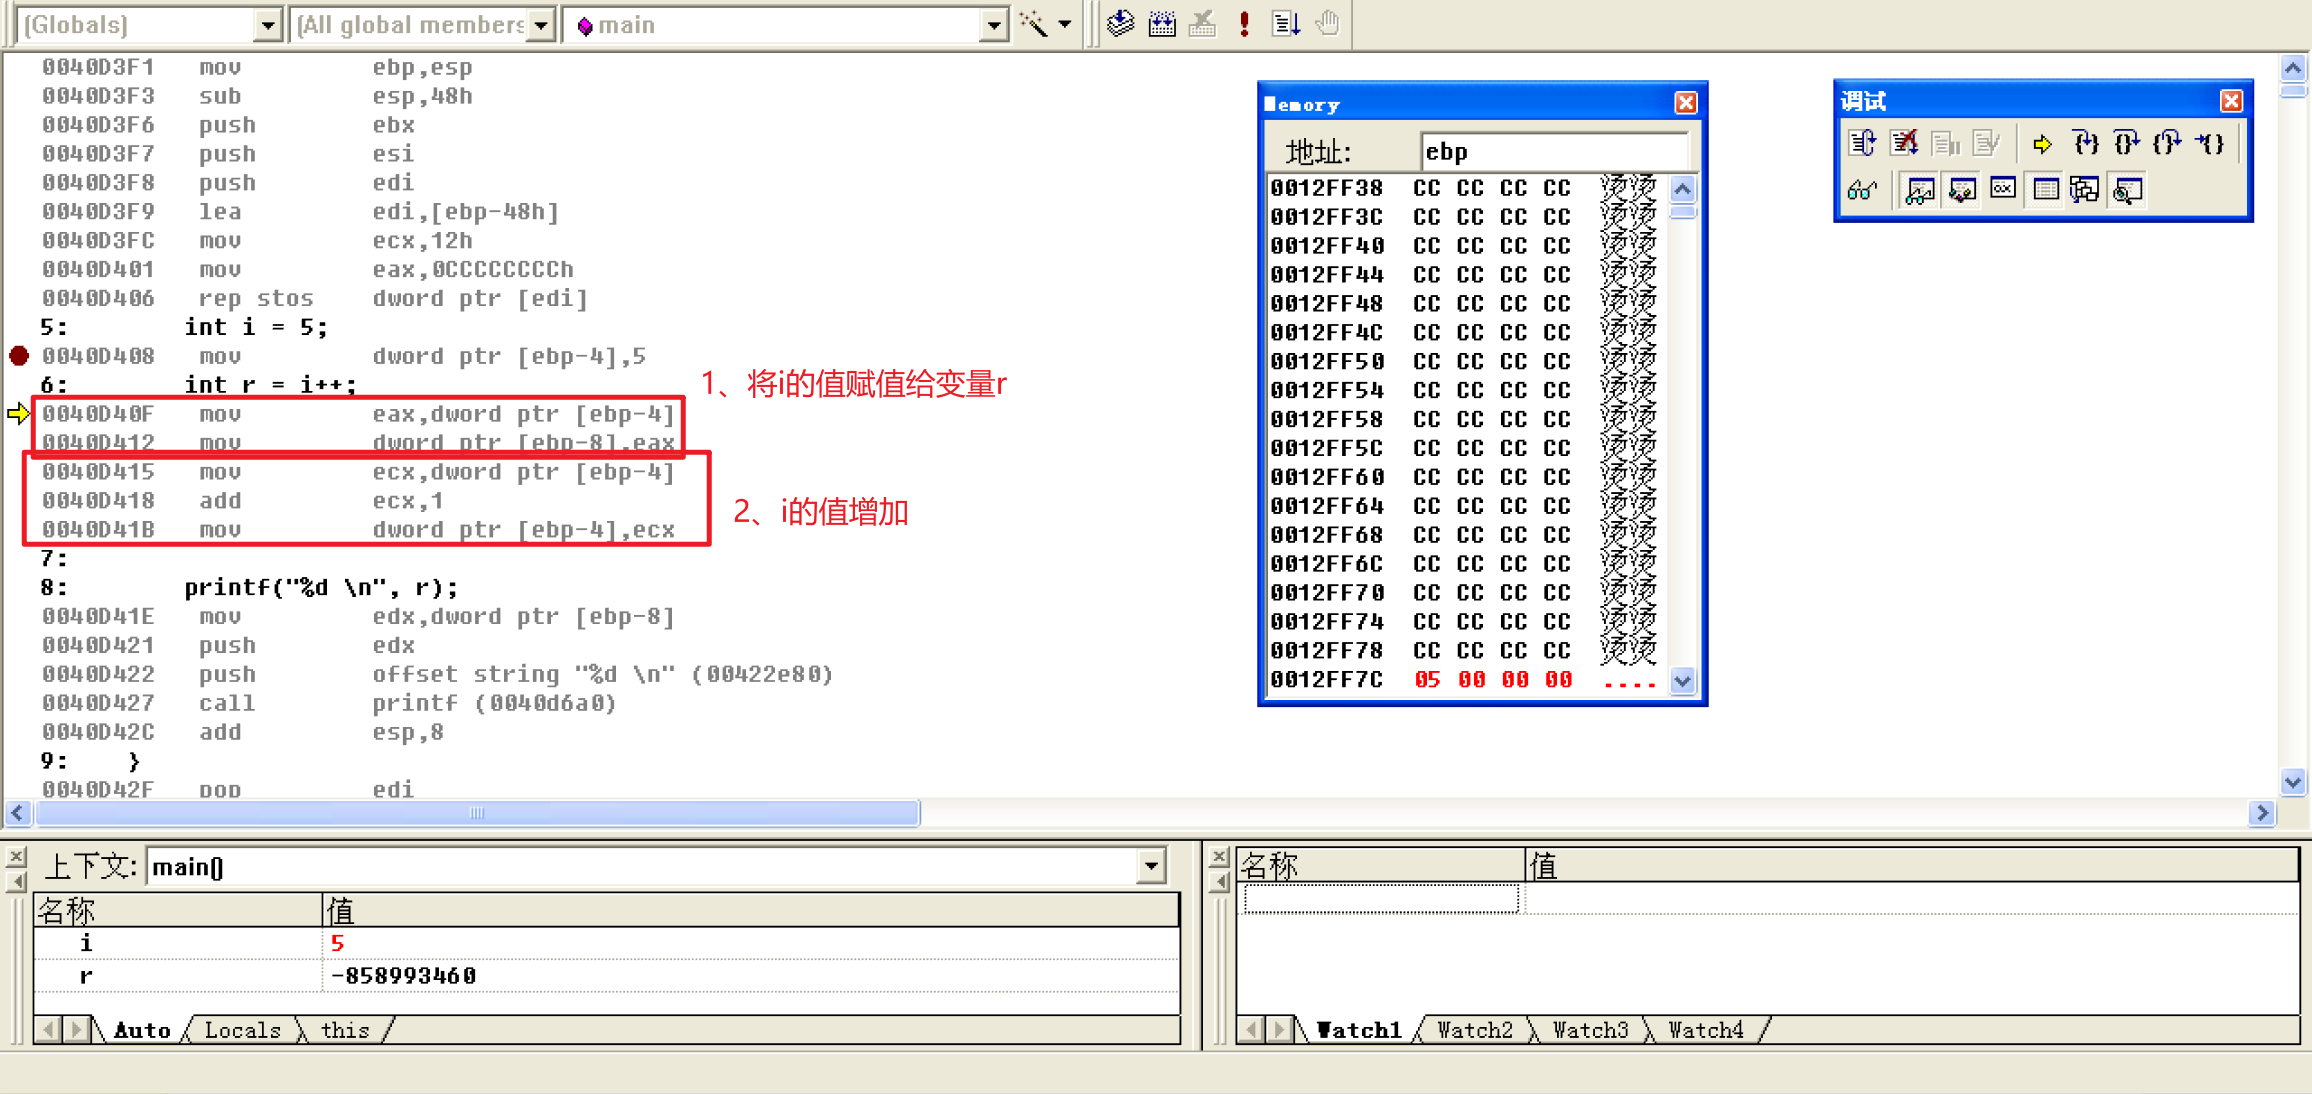 (Globals) (All global members main
0040D3F1 mov ebp,esp
0040D3F3 sub esp,48h
0040D3F6 push ebx
0040D3F7 push esi
0040D3F8 push edi
0040D3F9 lea edi,[ebp-48h]
0040D3FC mov ecx,12h
0040D401 mov eax,0CCCCCCCCh
0040D406 rep stos dword ptr [edi]
5: int i = 5;
0040D408 mov dword ptr [ebp-4],5
6: int r = i++;
0040D40F mov eax,dword ptr [ebp-4]
0040D412 mov dword ptr [ebp-8],eax
0040D415 mov ecx,dword ptr [ebp-4]
0040D418 add ecx,1
0040D41B mov dword ptr [ebp-4],ecx
7:
8: printf("%d \n", r);
0040D41E mov edx,dword ptr [ebp-8]
0040D421 push edx
0040D422 push offset string "%d \n" (00422e80)
0040D427 call printf (0040d6a0)
0040D42C add esp,8
9: }
0040D42F pop edi
1、将i的值赋值给变量r
2、i的值增加
Memory
地址: ebp
0012FF38 CC CC CC CC 烫烫
0012FF3C CC CC CC CC 烫烫
0012FF40 CC CC CC CC 烫烫
0012FF44 CC CC CC CC 烫烫
0012FF48 CC CC CC CC 烫烫
0012FF4C CC CC CC CC 烫烫
0012FF50 CC CC CC CC 烫烫
0012FF54 CC CC CC CC 烫烫
0012FF58 CC CC CC CC 烫烫
0012FF5C CC CC CC CC 烫烫
0012FF60 CC CC CC CC 烫烫
0012FF64 CC CC CC CC 烫烫
0012FF68 CC CC CC CC 烫烫
0012FF6C CC CC CC CC 烫烫
0012FF70 CC CC CC CC 烫烫
0012FF74 CC CC CC CC 烫烫
0012FF78 CC CC CC CC 烫烫
0012FF7C 05 00 00 00 ....
调试
上下文: main()
名称 值
i 5
r -858993460
Auto Locals this
名称 值
Watch1 Watch2 Watch3 Watch4